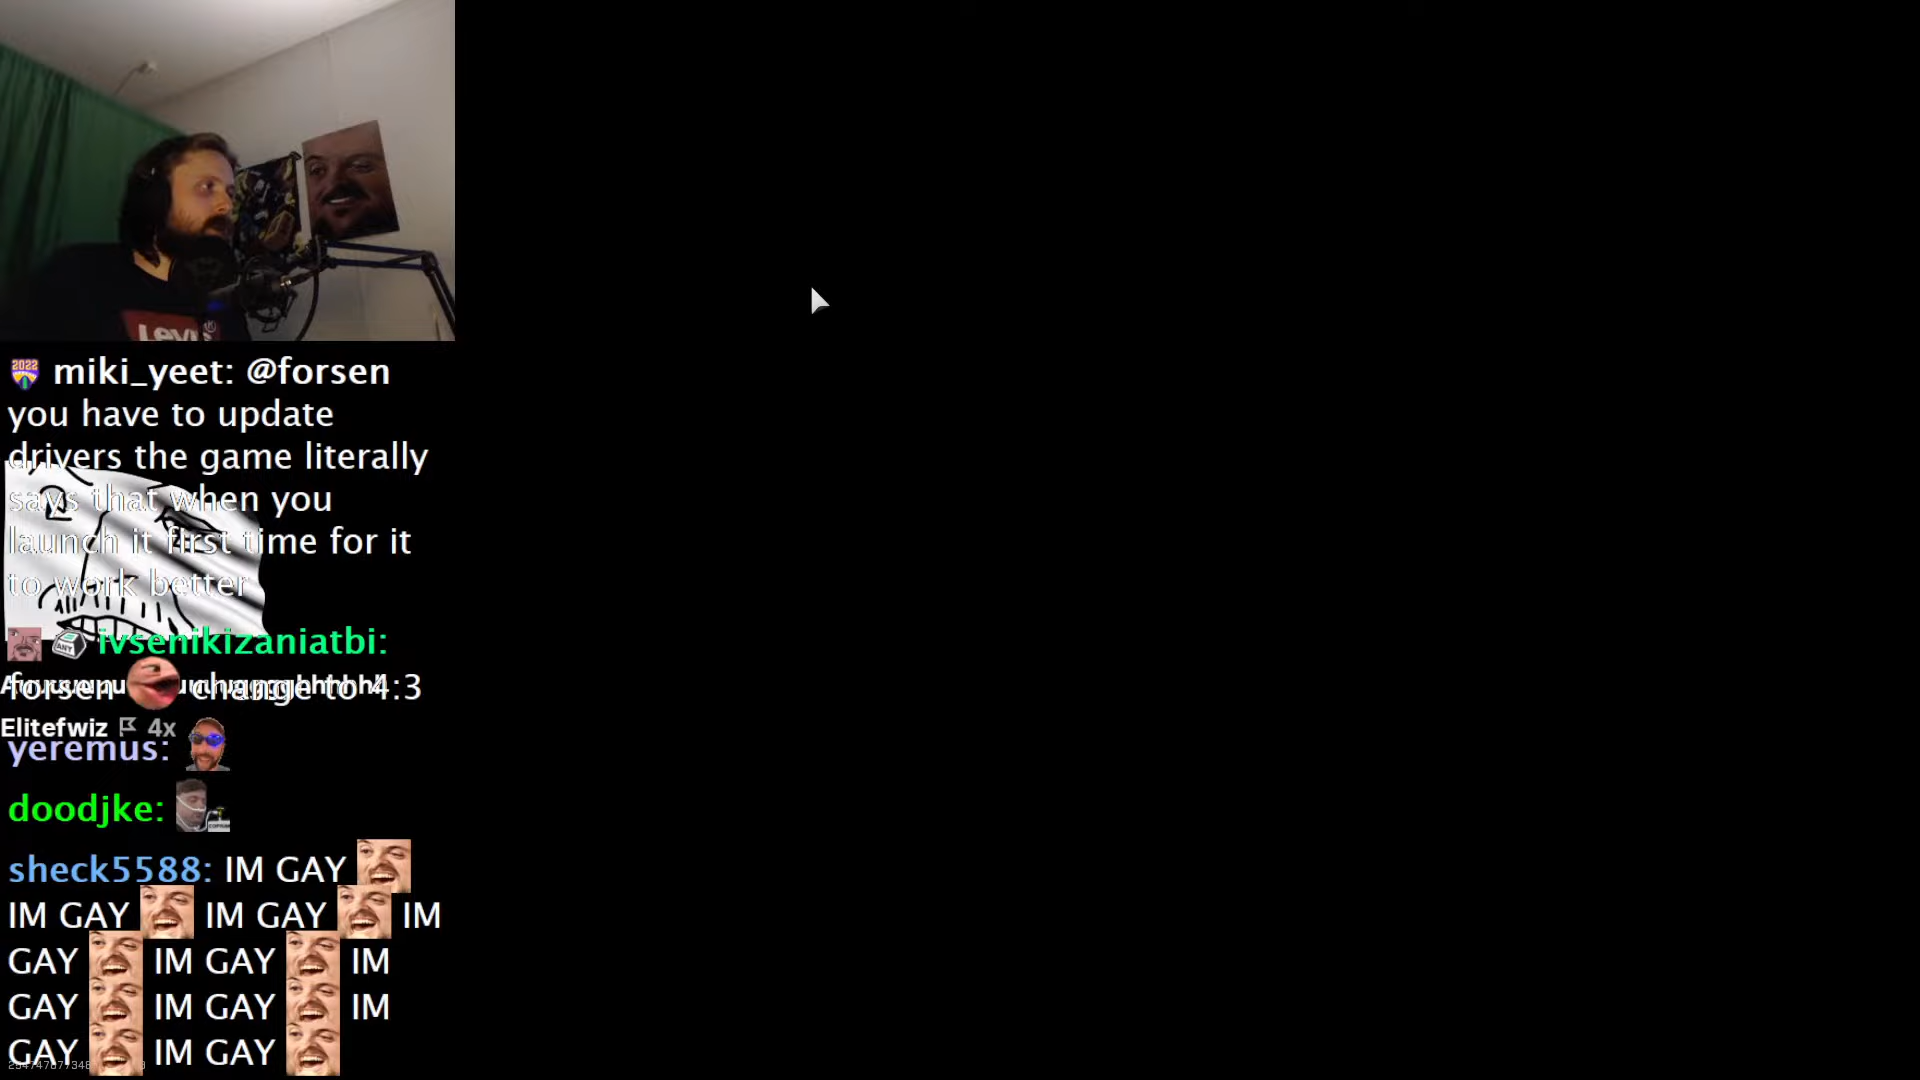 Levi's
®
miki_yeet: @forsen
you have to update
drivers the game literally
says that when you
launch it first time for it
to work better
ANY
ivsenikizaniatbi:
forsen change to 4:3
Elitefwiz 4x
yeremus:
doodjke:
sheck5588: IM GAY
IM GAY IM GAY IM
GAY IM GAY IM
GAY IM GAY IM
GAY IM GAY